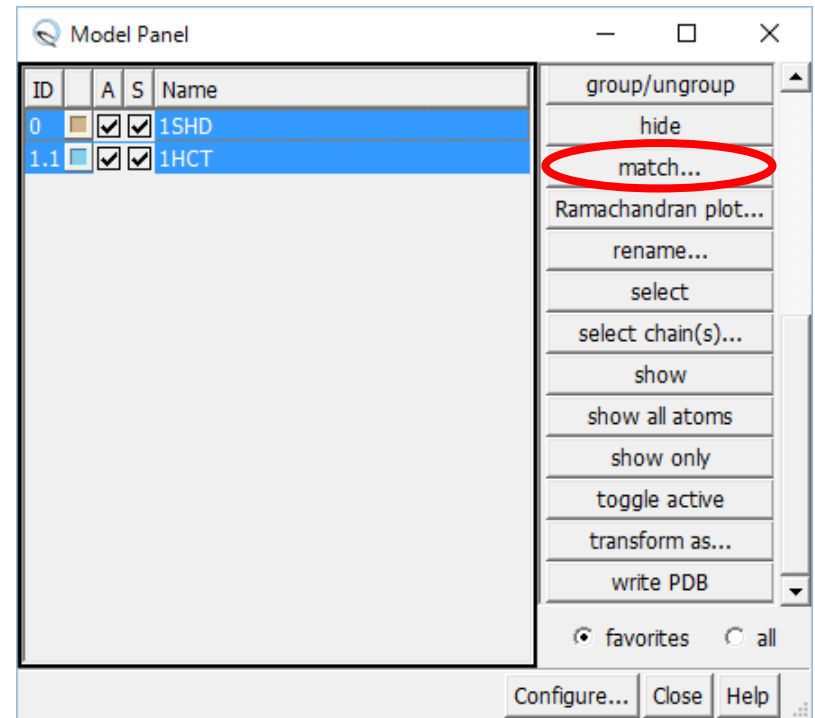 Model Panel
ID A S Name
0 1SHD
1.1 1HCT
group/ungroup
hide
match...
Ramachandran plot...
rename...
select
select chain(s)...
show
show all atoms
show only
toggle active
transform as...
write PDB
favorites all
Configure... Close Help